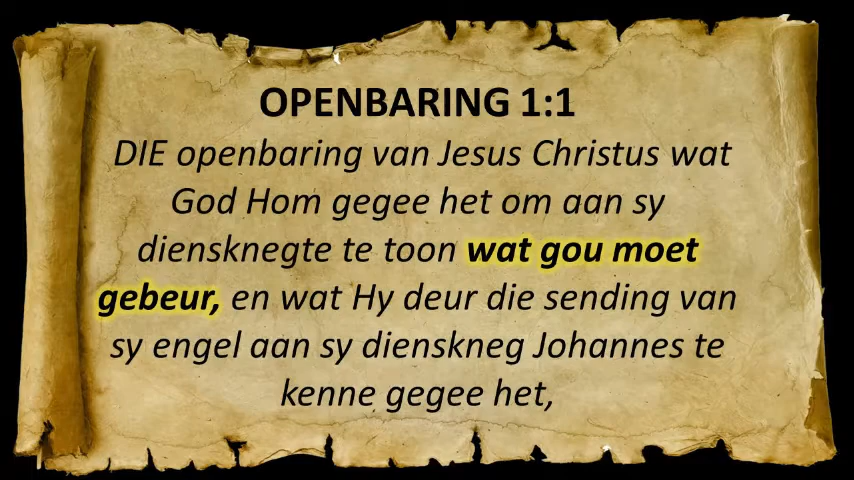 OPENBARING 1:1
DIE openbaring van Jesus Christus wat
God Hom gegee het om aan sy
diensknegte te toon wat gou moet
gebeur, en wat Hy deur die sending van
sy engel aan sy dienskneg Johannes te
kenne gegee het,